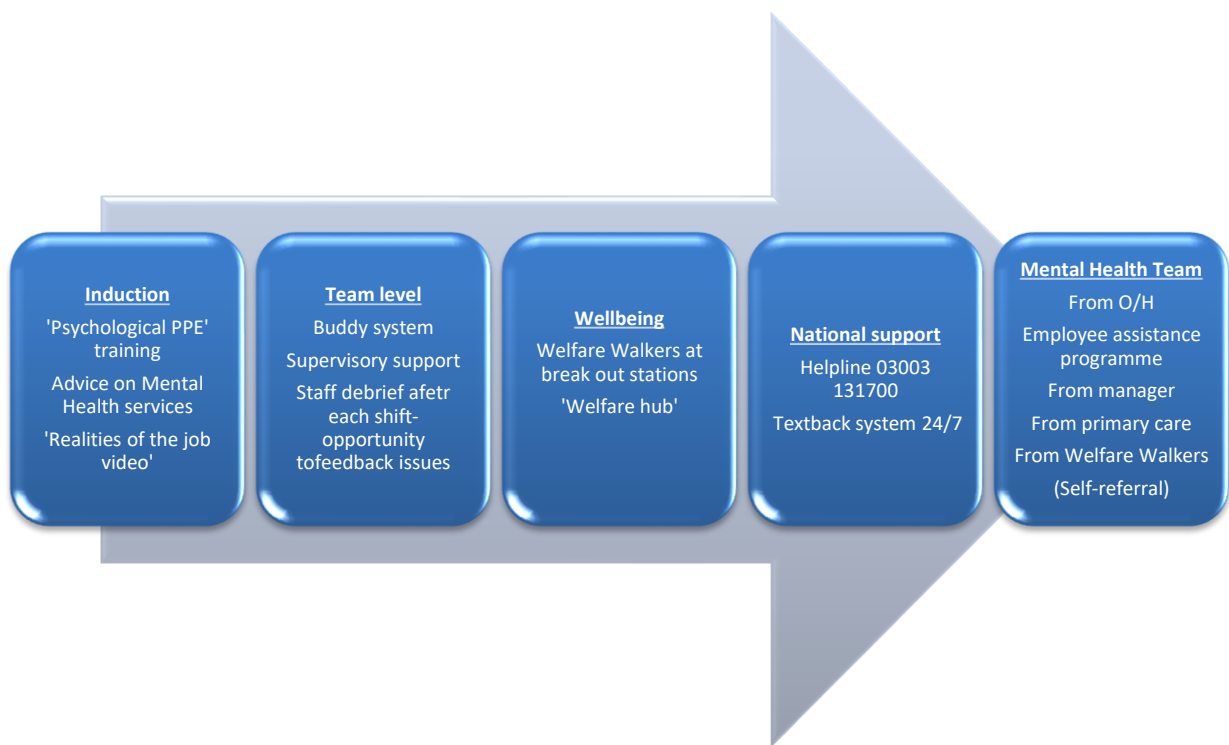 Induction
'Psychological PPE'
training
Advice on Mental
Health services
'Realities of the job
video'
Team level
Buddy system
Supervisory support
Staff debrief afetr
each shift-
opportunity
tofeedback issues
Wellbeing
Welfare Walkers at
break out stations
'Welfare hub'
National support
Helpline 03003
131700
Textback system 24/7
Mental Health Team
From O/H
Employee assistance
programme
From manager
From primary care
From Welfare Walkers
(Self-referral)